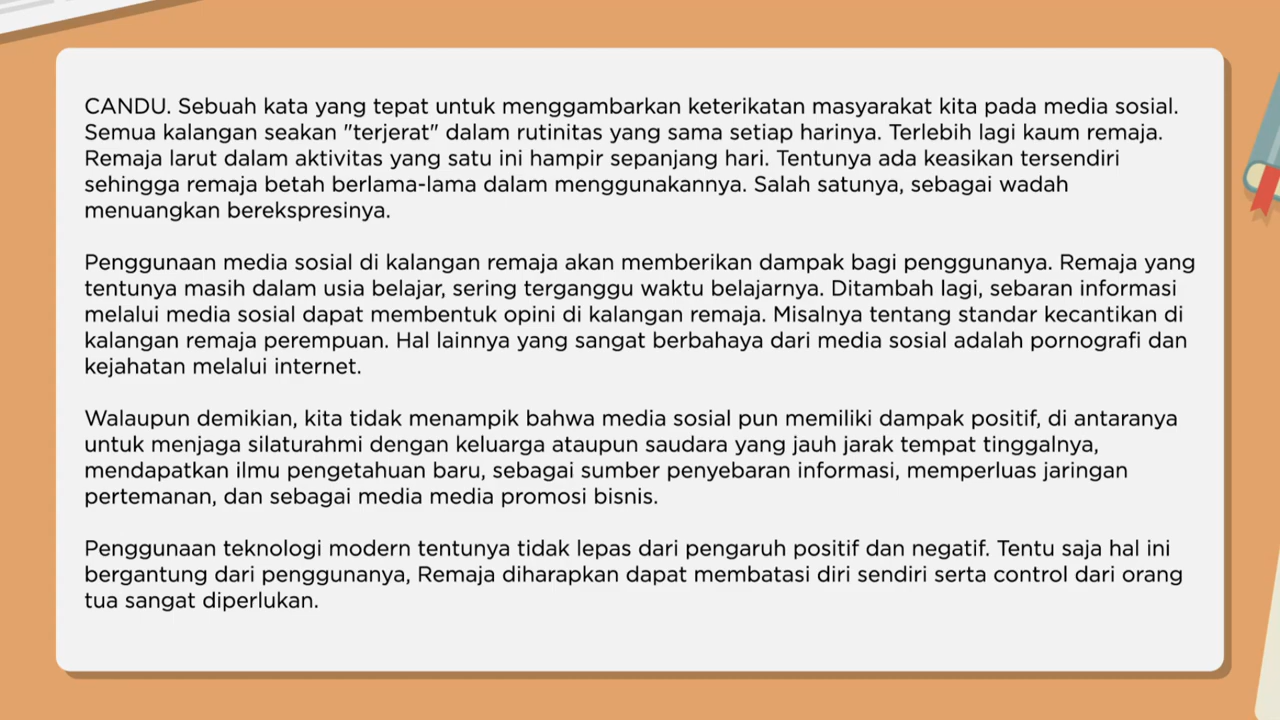 CANDU. Sebuah kata yang tepat untuk menggambarkan keterikatan masyarakat kita pada media sosial.
Semua kalangan seakan "terjerat" dalam rutinitas yang sama setiap harinya. Terlebih lagi kaum remaja.
Remaja larut dalam aktivitas yang satu ini hampir sepanjang hari. Tentunya ada keasikan tersendiri
sehingga remaja betah berlama-lama dalam menggunakannya. Salah satunya, sebagai wadah
menuangkan berekspresinya.
Penggunaan media sosial di kalangan remaja akan memberikan dampak bagi penggunanya. Remaja yang
tentunya masih dalam usia belajar, sering terganggu waktu belajarnya. Ditambah lagi, sebaran informasi
melalui media sosial dapat membentuk opini di kalangan remaja. Misalnya tentang standar kecantikan di
kalangan remaja perempuan. Hal lainnya yang sangat berbahaya dari media sosial adalah pornografi dan
kejahatan melalui internet.
Walaupun demikian, kita tidak menampik bahwa media sosial pun memiliki dampak positif, di antaranya
untuk menjaga silaturahmi dengan keluarga ataupun saudara yang jauh jarak tempat tinggalnya,
mendapatkan ilmu pengetahuan baru, sebagai sumber penyebaran informasi, memperluas jaringan
pertemanan, dan sebagai media media promosi bisnis.
Penggunaan teknologi modern tentunya tidak lepas dari pengaruh positif dan negatif. Tentu saja hal ini
bergantung dari penggunanya, Remaja diharapkan dapat membatasi diri sendiri serta control dari orang
tua sangat diperlukan.